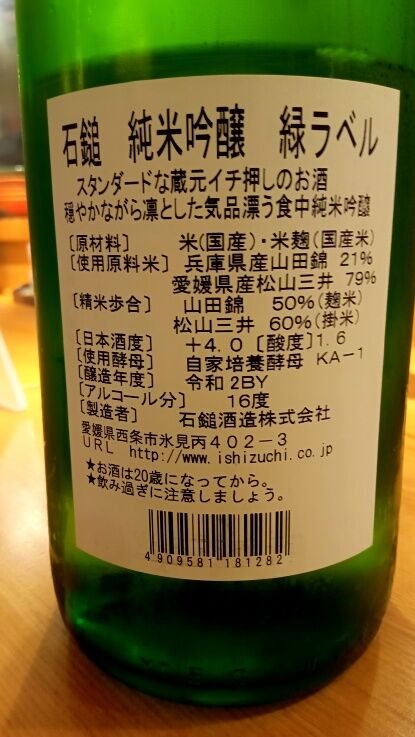 石鎚　純米吟醸　緑ラベル
スタンダードな蔵元イチ押しのお酒
穏やかながら凛とした気品漂う食中純米吟醸
［原材料］　米(国産)・米麹(国産米)
［使用原料米］兵庫県産山田錦　21%
愛媛県産松山三井　79%
［精米歩合］　山田錦　50%(麹米)
松山三井　60%(掛米)
［日本酒度］　+4.0［酸度］1.6
［使用酵母］　自家培養酵母　KA-1
［醸造年度］　令和2BY
［アルコール分］　16度
［製造者］　石鎚酒造株式会社
愛媛県西条市氷見丙402-3
URL　http://www.ishizuchi.co.jp
★お酒は20歳になってから。
★飲み過ぎに注意しましょう。
4 909581 181282